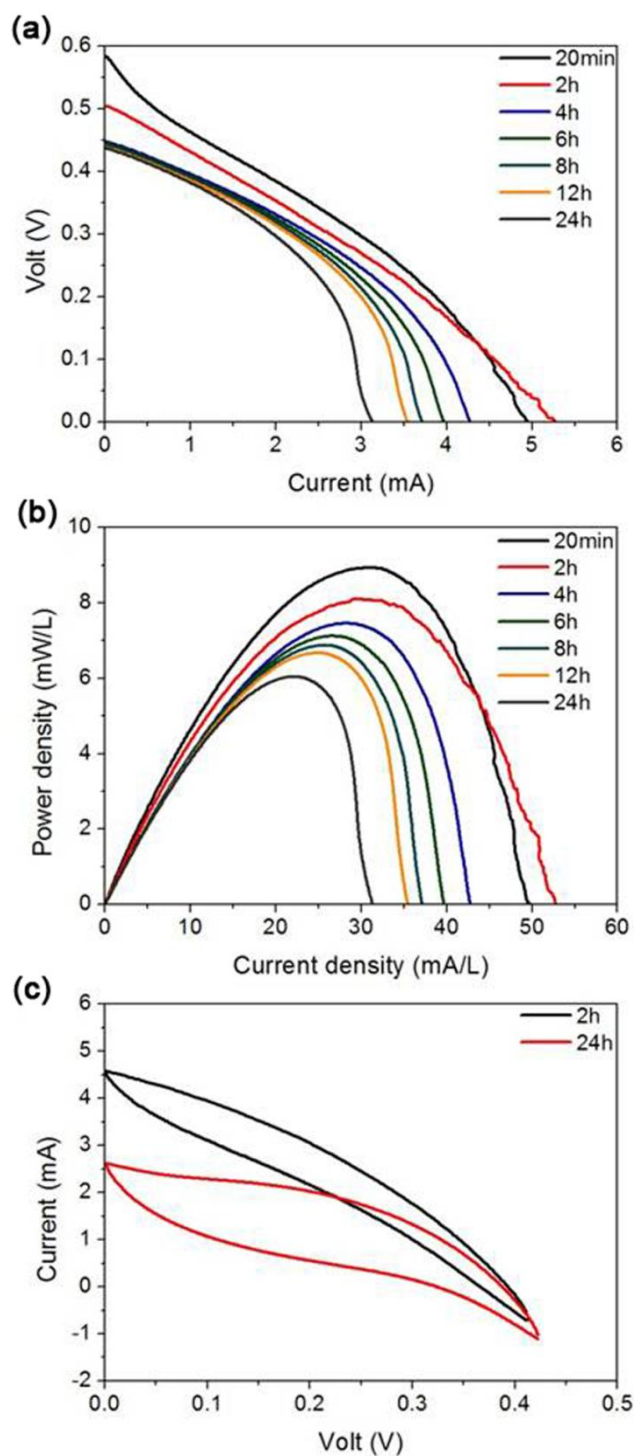 (a)
0.6
0.5
0.4
0.3
0.2
0.1
0.0
Volt (V)
20min
2h
4h
6h
8h
12h
24h
0 1 2 3 4 5 6
Current (mA)
(b)
10
8
6
4
2
0
Power density (mW/L)
20min
2h
4h
6h
8h
12h
24h
0 10 20 30 40 50 60
Current density (mA/L)
(c)
6
5
4
3
2
1
0
-1
-2
Current (mA)
2h
24h
0.0 0.1 0.2 0.3 0.4 0.5
Volt (V)